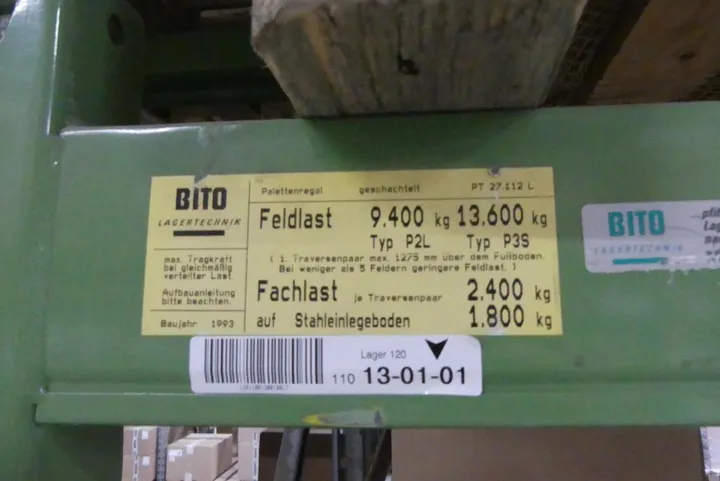 BITO
LAGERTECHNIK
max. Tragkraft
bei gleichmäßig
verteilter Last.
Aufbauanleitung
bitte beachten.
Baujahr 1993
Palettenregal geschachtelt PT 27.112 L
Feldlast 9.400 kg 13.600 kg
Typ P2L Typ P3S
( 1. Traversenpaar max. 1275 mm über dem Fußboden.
Bei weniger als 5 Feldern geringere Feldlast. )
Fachlast je Traversenpaar 2.400 kg
auf Stahleinlegeboden 1.800 kg
BITO
LAGERTECHNIK
Lager 120
110 13-01-01